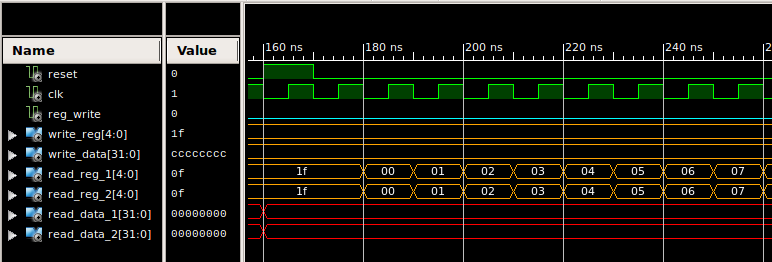 160 ns 180 ns 200 ns 220 ns 240 ns 2
Name Value
reset 0
clk 1
reg_write 0
write_reg[4:0] 1f
write_data[31:0] cccccccc
read_reg_1[4:0] 0f 1f 00 01 02 03 04 05 06 07
read_reg_2[4:0] 0f 1f 00 01 02 03 04 05 06 07
read_data_1[31:0] 00000000
read_data_2[31:0] 00000000